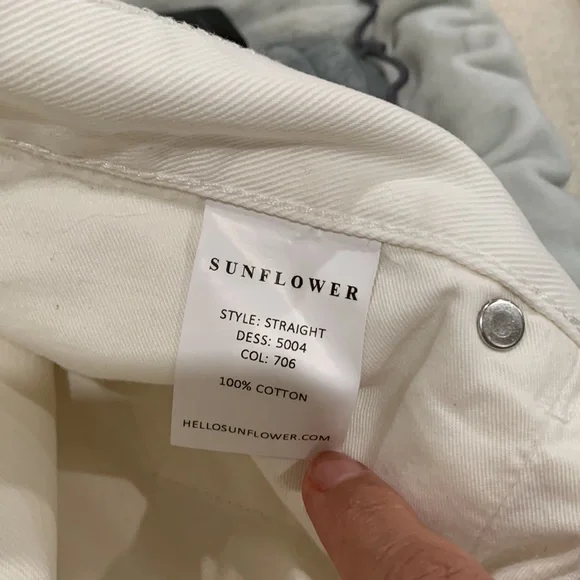 SUNFLOWER
STYLE: STRAIGHT
DESS: 5004
COL: 706
100% COTTON
HELLOSUNFLOWER.COM